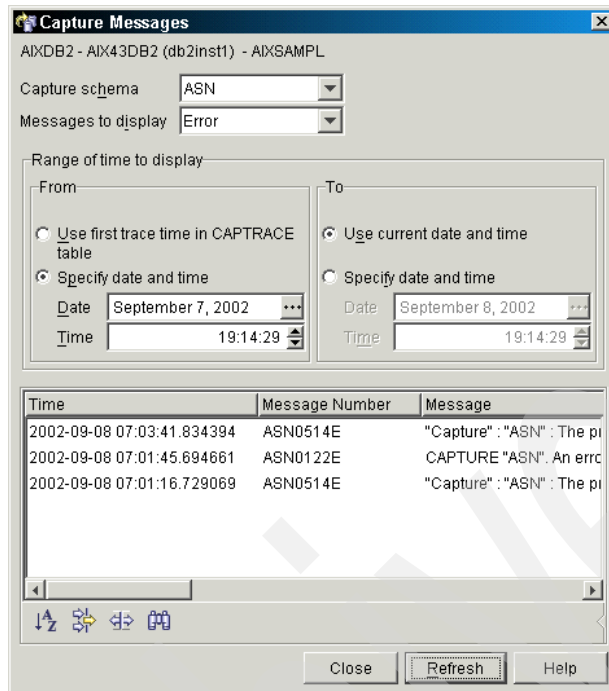 Capture Messages
AIXDB2 - AIX43DB2 (db2inst1) - AIXSAMPL
Capture schema ASN
Messages to display Error
Range of time to display
From
Use first trace time in CAPTRACE
table
Specify date and time
Date September 7, 2002 ...
Time 19:14:29
To
Use current date and time
Specify date and time
Date September 8, 2002 ...
Time 19:14:29
Time Message Number Message
2002-09-08 07:03:41.834394 ASN0514E "Capture" : "ASN" : The
2002-09-08 07:01:45.694661 ASN0122E CAPTURE "ASN". An
2002-09-08 07:01:16.729069 ASN0514E "Capture" : "ASN" : The
Close Refresh Help